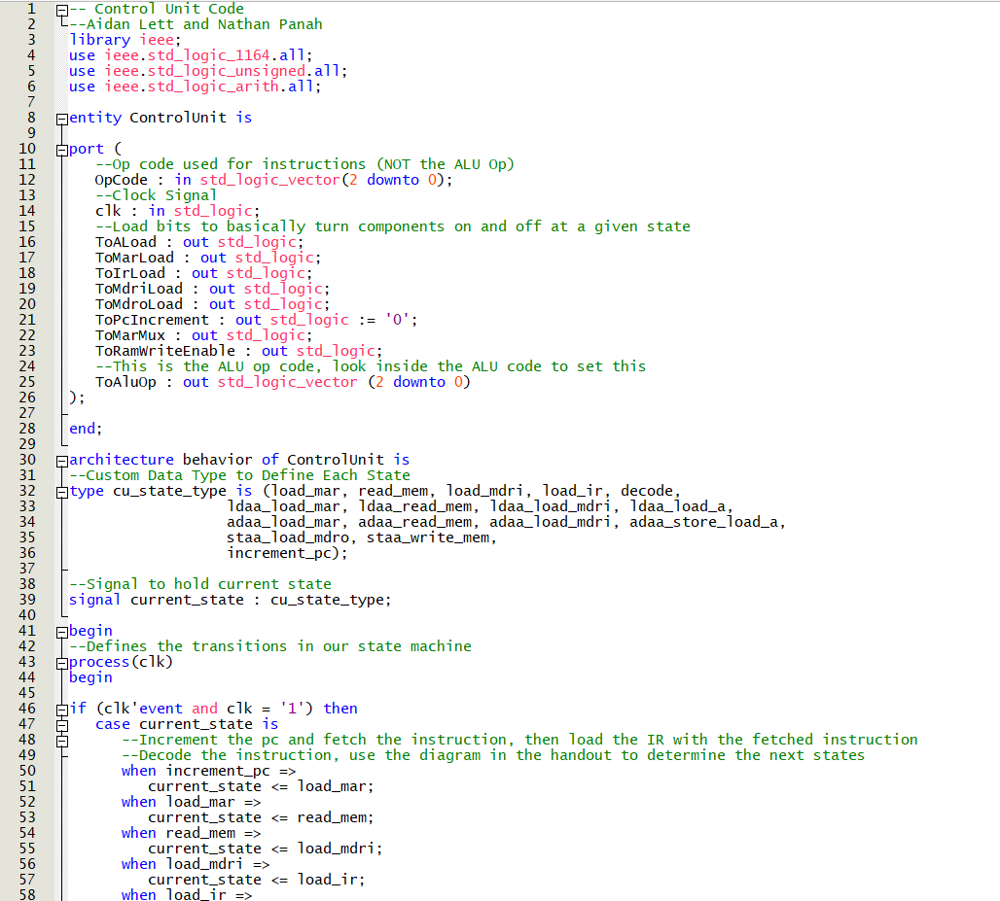 1 -- Control Unit Code
2 --Aidan Lett and Nathan Panah
3 library ieee;
4 use ieee.std_logic_1164.all;
5 use ieee.std_logic_unsigned.all;
6 use ieee.std_logic_arith.all;
7
8 entity ControlUnit is
9
10 port (
11 --Op code used for instructions (NOT the ALU Op)
12 OpCode : in std_logic_vector(2 downto 0);
13 --Clock Signal
14 clk : in std_logic;
15 --Load bits to basically turn components on and off at a given state
16 ToALoad : out std_logic;
17 ToMarLoad : out std_logic;
18 ToIrLoad : out std_logic;
19 ToMdriLoad : out std_logic;
20 ToMdroLoad : out std_logic;
21 ToPcIncrement : out std_logic := '0';
22 ToMarMux : out std_logic;
23 ToRamWriteEnable : out std_logic;
24 --This is the ALU op code, look inside the ALU code to set this
25 ToAluOp : out std_logic_vector (2 downto 0)
26 );
27
28 end;
29
30 architecture behavior of ControlUnit is
31 --Custom Data Type to Define Each State
32 type cu_state_type is (load_mar, read_mem, load_mdri, load_ir, decode,
33 ldaa_load_mar, ldaa_read_mem, ldaa_load_mdri, ldaa_load_a,
34 adaa_load_mar, adaa_read_mem, adaa_load_mdri, adaa_store_load_a,
35 staa_load_mdro, staa_write_mem,
36 increment_pc);
37
38 --Signal to hold current state
39 signal current_state : cu_state_type;
40
41 begin
42 --Defines the transitions in our state machine
43 process(clk)
44 begin
45
46 if (clk'event and clk = '1') then
47 case current_state is
48 --Increment the pc and fetch the instruction, then load the IR with the fetched instruction
49 --Decode the instruction, use the diagram in the handout to determine the next states
50 when increment_pc =>
51 current_state <= load_mar;
52 when load_mar =>
53 current_state <= read_mem;
54 when read_mem =>
55 current_state <= load_mdri;
56 when load_mdri =>
57 current_state <= load_ir;
58 when load_ir =>